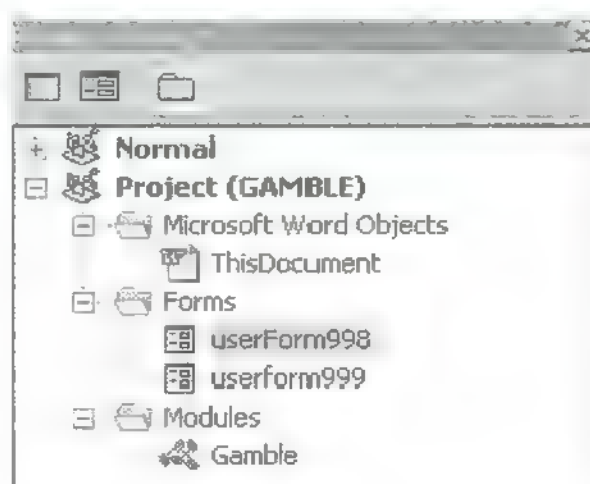 Normal
Project (GAMBLE)
Microsoft Word Objects
ThisDocument
Forms
userForm998
userform999
Modules
Gamble